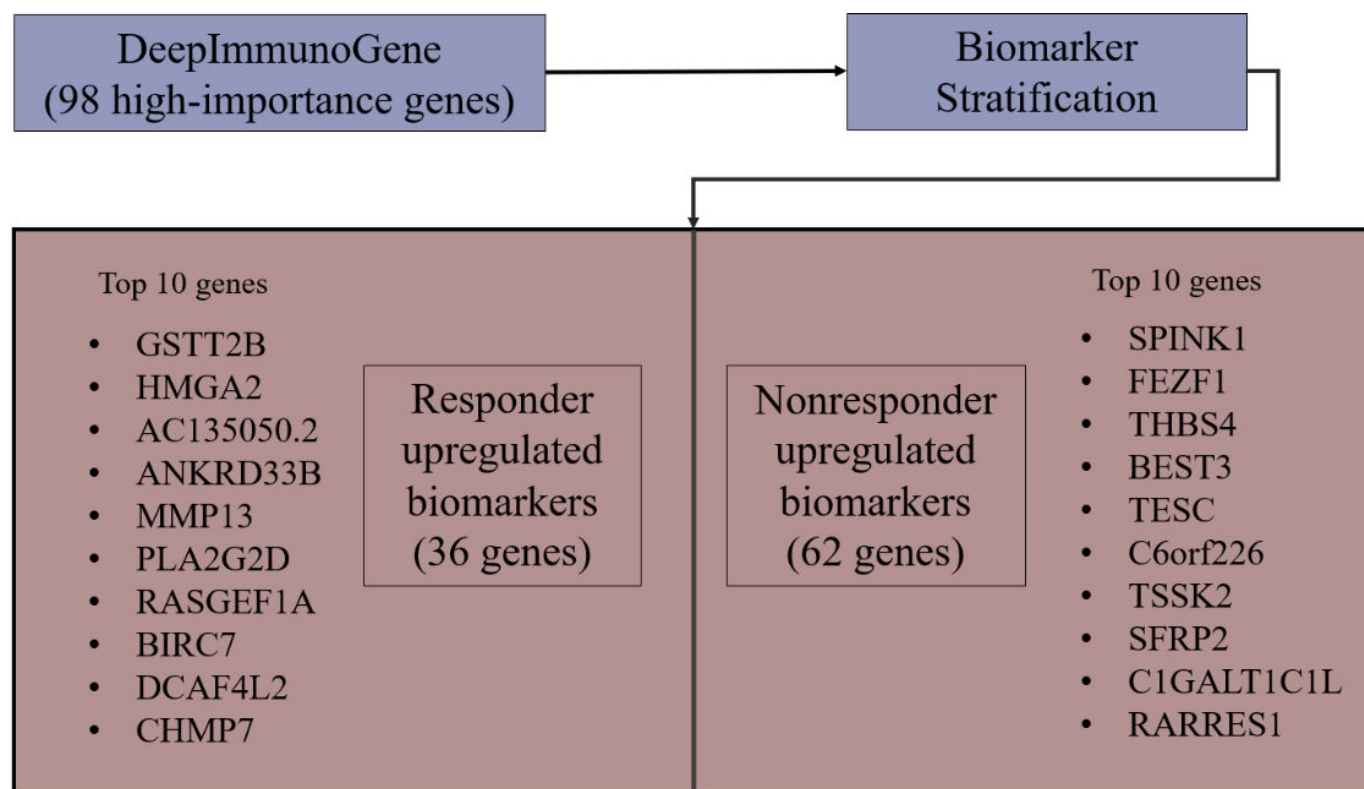 DeepImmunoGene
(98 high-importance genes)
Biomarker
Stratification
Top 10 genes
• GSTT2B
• HMGA2
• AC135050.2
• ANKRD33B
• MMP13
• PLA2G2D
• RASGEF1A
• BIRC7
• DCAF4L2
• CHMP7
Responder
upregulated
biomarkers
(36 genes)
Nonresponder
upregulated
biomarkers
(62 genes)
Top 10 genes
• SPINK1
• FEZF1
• THBS4
• BEST3
• TESC
• C6orf226
• TSSK2
• SFRP2
• C1GALT1C1L
• RARRES1